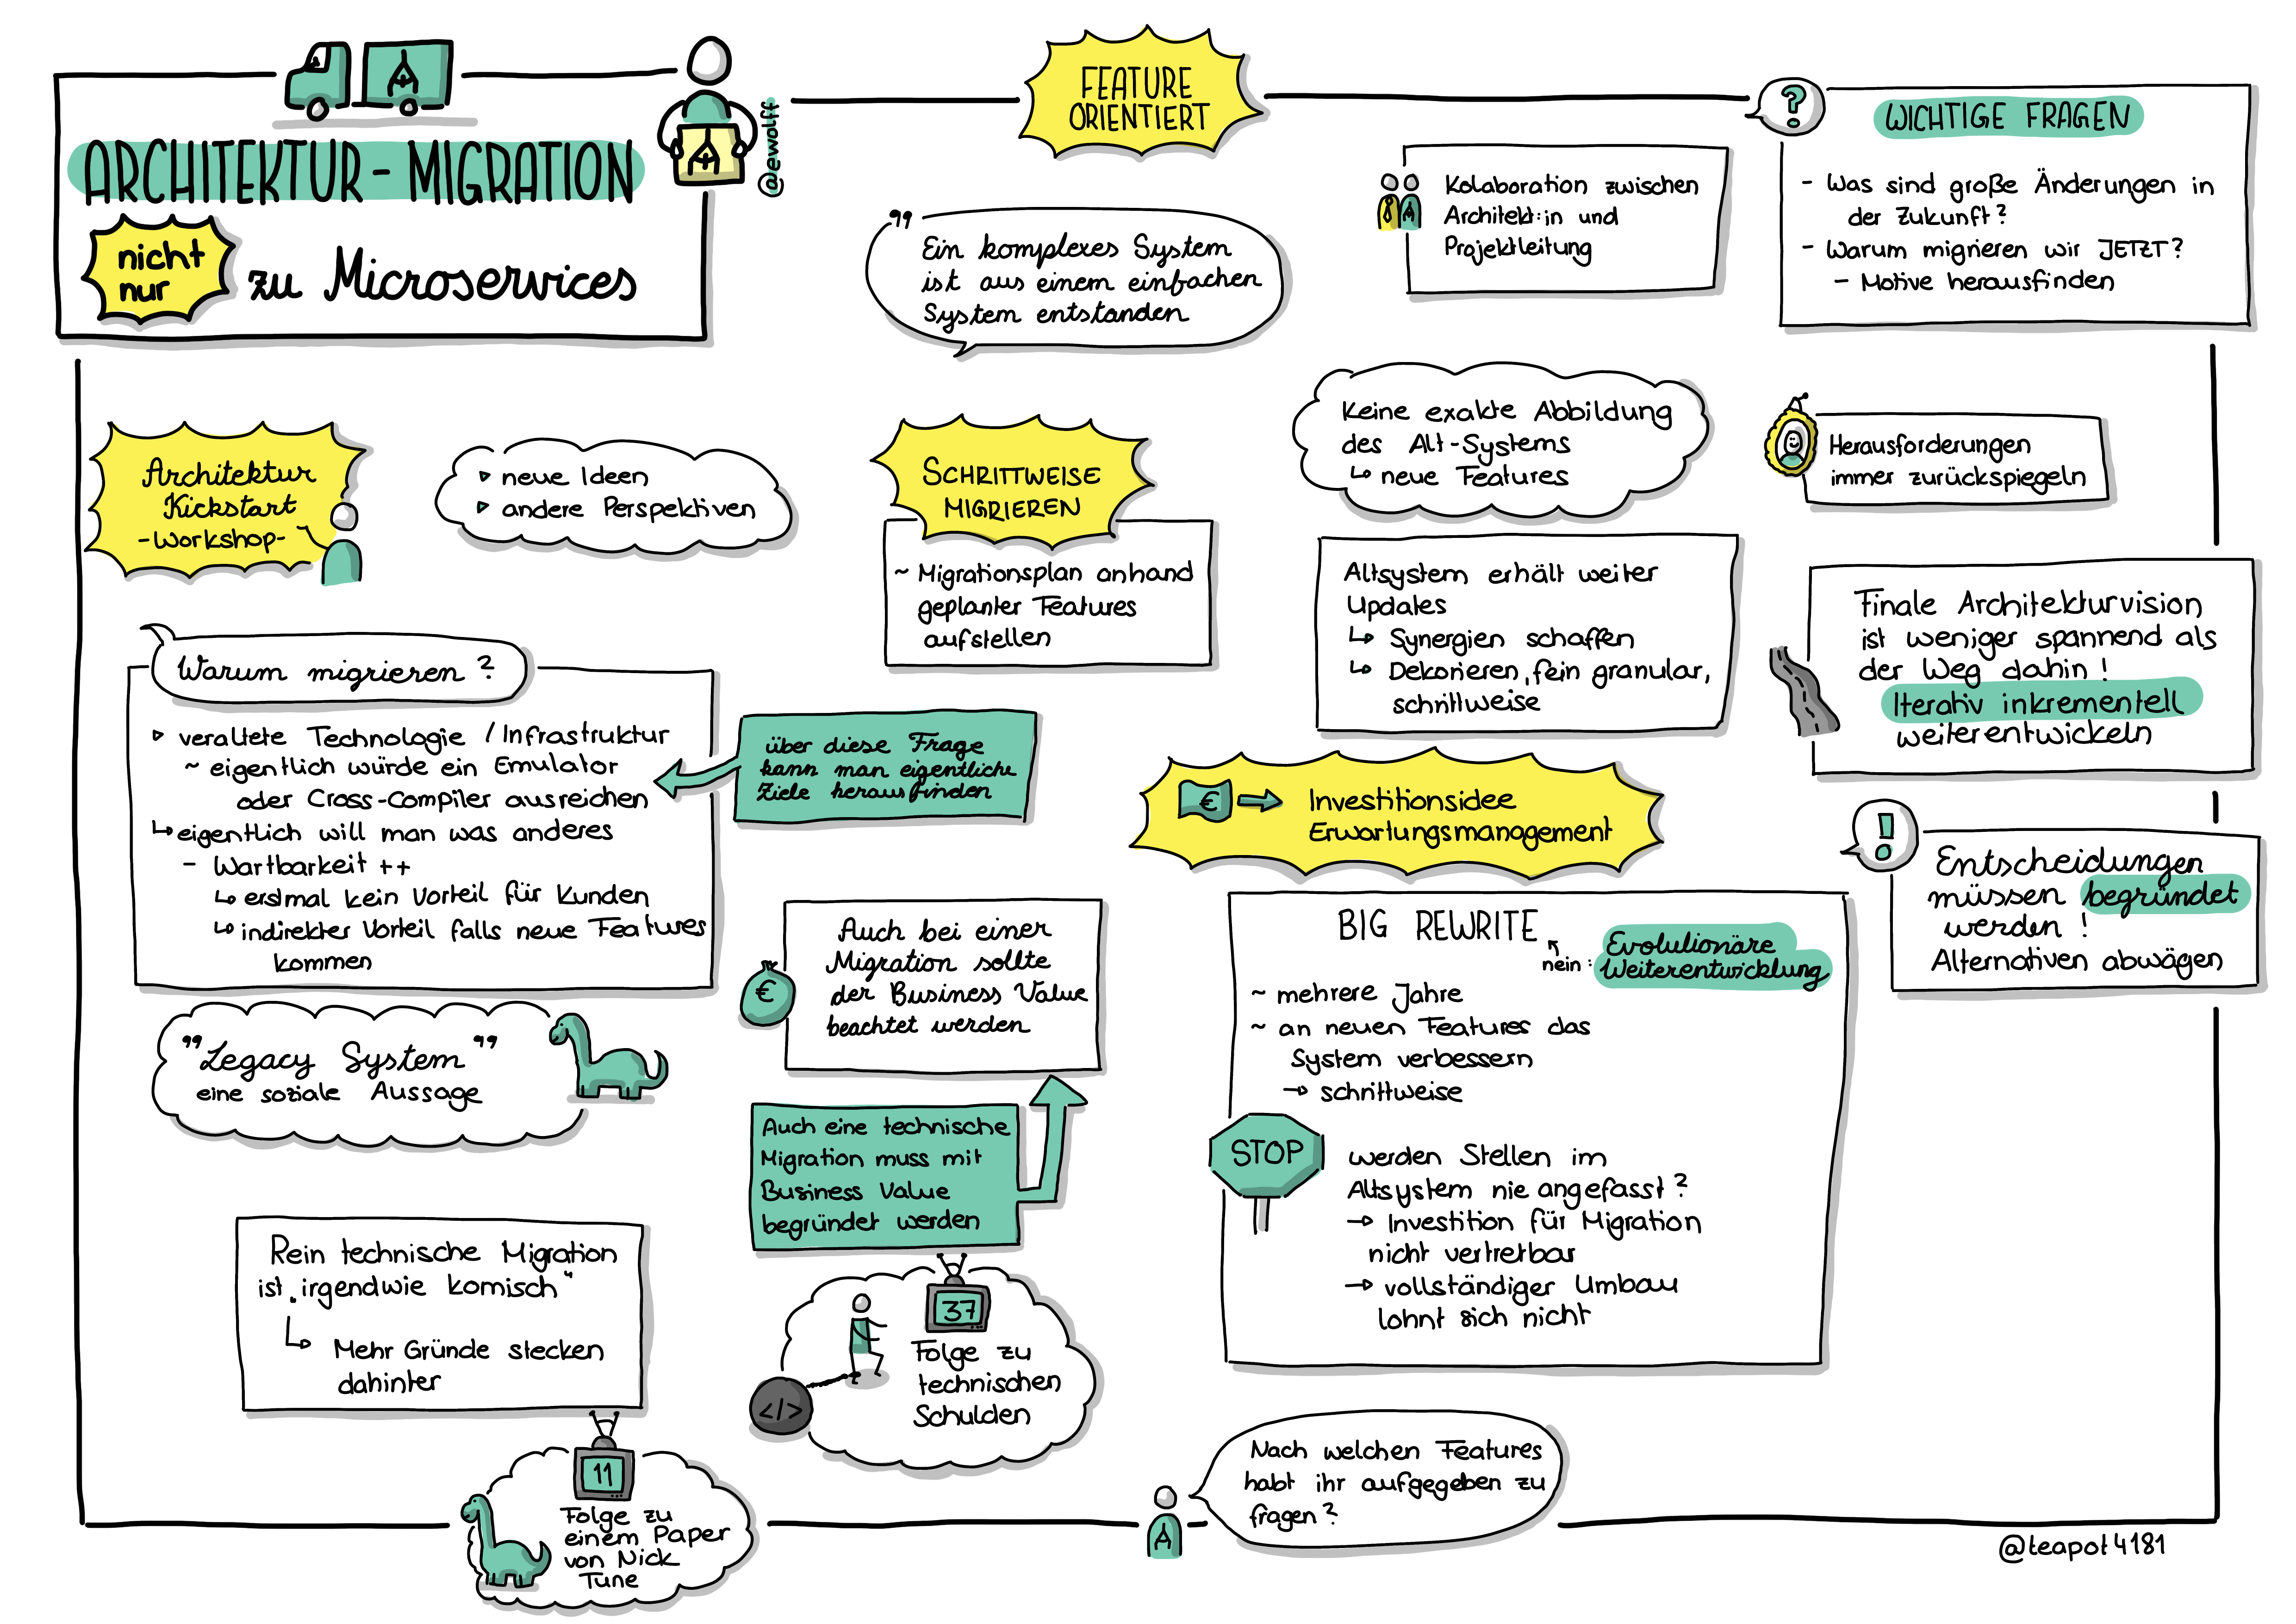 ARCHITEKTUR-MIGRATION
nicht
nur
zu Microservices
@ewolff
FEATURE
ORIENTIERT
"Ein komplexes System
ist aus einem einfachen
System entstanden
Kolaboration zwischen
Architekt:in und
Projektleitung
?
WICHTIGE FRAGEN
- Was sind große Änderungen in
der Zukunft?
- Warum migrieren wir JETZT?
- Motive herausfinden
Architektur
Kickstart
-Workshop-
neue Ideen
andere Perspektiven
SCHRITTWEISE
MIGRIEREN
~ Migrationsplan anhand
geplanter Features
aufstellen
Keine exakte Abbildung
des Alt-Systems
↳ neue Features
Herausforderungen
immer zurückspiegeln
Altsystem erhält weiter
Updates
↳ Synergien schaffen
↳ Dekorieren, fein granular,
schrittweise
Finale Architekturvision
ist weniger spannend als
der Weg dahin!
Iterativ inkrementell
weiterentwickeln
Warum migrieren?
▹ veraltete Technologie / Infrastruktur
~ eigentlich würde ein Emulator
oder Cross-Compiler ausreichen
↳ eigentlich will man was anderes
- Wartbarkeit ++
↳ erstmal kein Vorteil für Kunden
↳ indirekter Vorteil falls neue Features
kommen
über diese Frage
kann man eigentliche
Ziele herausfinden
€ → Investitionsidee
Erwartungsmanagement
!
Entscheidungen
müssen begründet
werden!
Alternativen abwägen
€
Auch bei einer
Migration sollte
der Business Value
beachtet werden
BIG REWRITE
nein: Evolutionäre
Weiterentwicklung
~ mehrere Jahre
~ an neuen Features das
System verbessern
→ schrittweise
STOP
werden Stellen im
Altsystem nie angefasst?
→ Investition für Migration
nicht vertretbar
→ vollständiger Umbau
lohnt sich nicht
"Legacy System"
eine soziale Aussage
Auch eine technische
Migration muss mit
Business Value
begründet werden
Rein technische Migration
ist „irgendwie komisch"
↳ Mehr Gründe stecken
dahinter
37
Folge zu
technischen
Schulden
</>
11
Folge zu
einem Paper
von Nick
Tune
Nach welchen Features
habt ihr aufgegeben zu
fragen?
@teapot4181